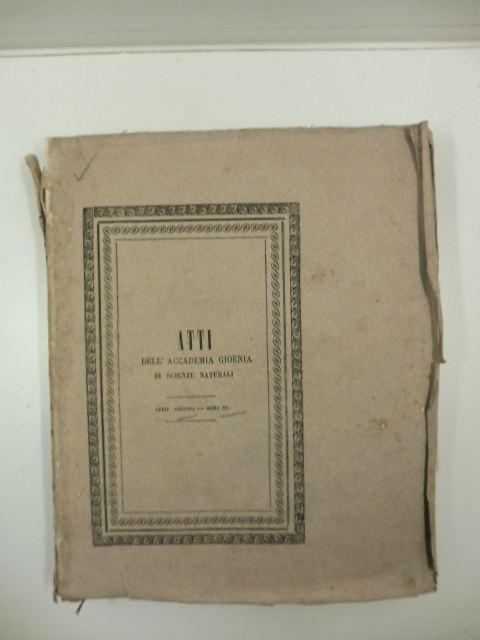 ATTI
DELL' ACCADEMIA GIOENIA
DI SCIENZE NATURALI
SERIE SECONDA — TOMO